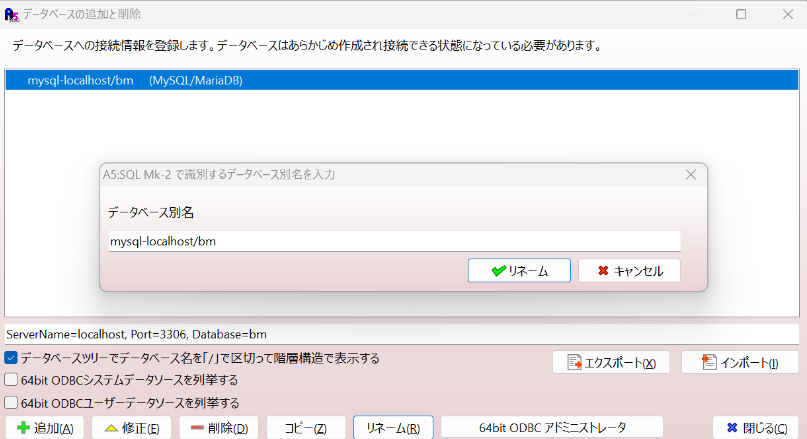 データベースの追加と削除
データベースへの接続情報を登録します。データベースはあらかじめ作成され接続できる状態になっている必要があります。
mysql-localhost/bm (MySQL/MariaDB)
A5:SQL Mk-2 で識別するデータベース別名を入力
データベース別名
mysql-localhost/bm
リネーム キャンセル
ServerName=localhost, Port=3306, Database=bm
データベースツリーでデータベース名を「/」で区切って階層構造で表示する
エクスポート(X) インポート(I)
64bit ODBCシステムデータソースを列挙する
64bit ODBCユーザーデータソースを列挙する
追加(A) 修正(E) 削除(D) コピー(Z) リネーム(R) 64bit ODBC アドミニストレータ 閉じる(C)